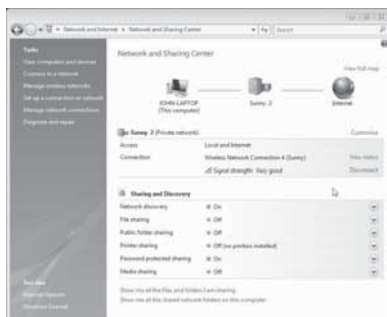 Network and Internet ▸ Network and Sharing Center
Search
Tasks
View computers and devices
Connect to a network
Manage wireless networks
Set up a connection or network
Manage network connections
Diagnose and repair
Network and Sharing Center
View full map
JOHN-LAPTOP
(This computer)
Sunny 2
Internet
Sunny 2 (Private network)
Customize
Access
Local and Internet
Connection
Wireless Network Connection 4 (Sunny)
View status
Signal strength: Very good
Disconnect
Sharing and Discovery
Network discovery
On
File sharing
Off
Public folder sharing
Off
Printer sharing
Off (no printers installed)
Password protected sharing
On
Media sharing
Off
Show me all the files and folders I am sharing
Show me all the shared network folders on this computer
See also
Internet Options
Windows Firewall